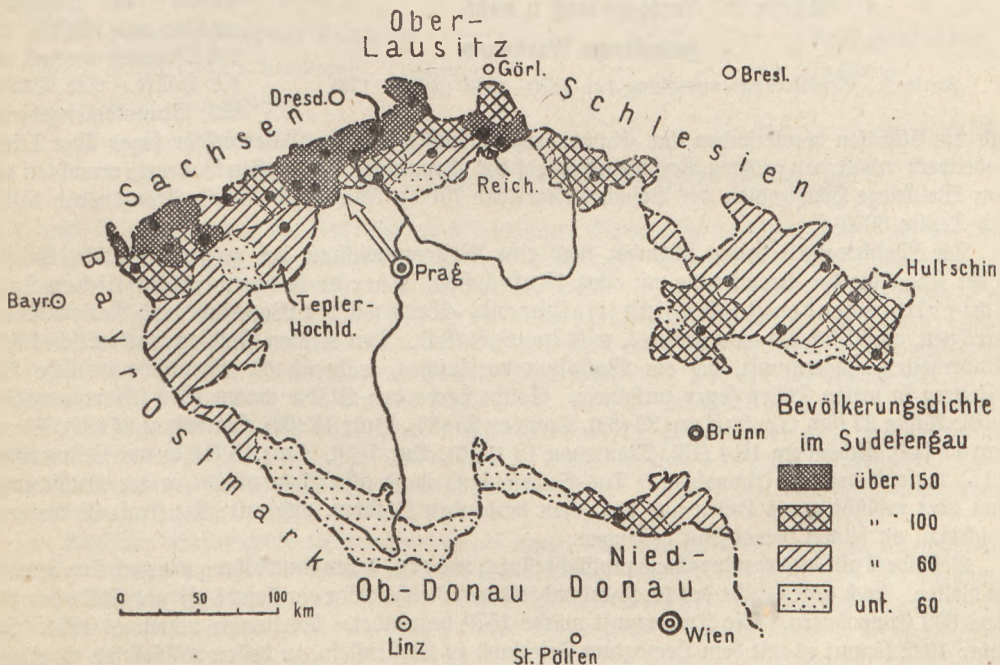 Ober-
Lausitz
Görl.
Bresl.
Dresd.
Sachsen
Schlesien
Reich.
Prag
Hultschin
Bayr.
Tepler-
Hochld.
Bayr. Ostmark
Brünn
Bevölkerungsdichte
im Sudetengau
über 150
" 100
" 60
unt. 60
Ob.-Donau
Nied-
Donau
0 50 100
km
Linz
St. Pölten
Wien